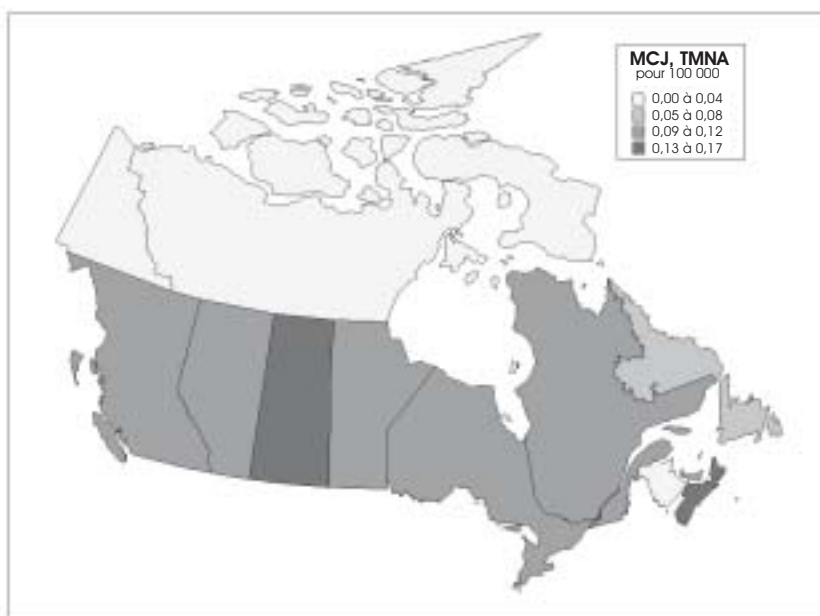 MCJ, TMNA
pour 100 000
0,00 à 0,04
0,05 à 0,08
0,09 à 0,12
0,13 à 0,17